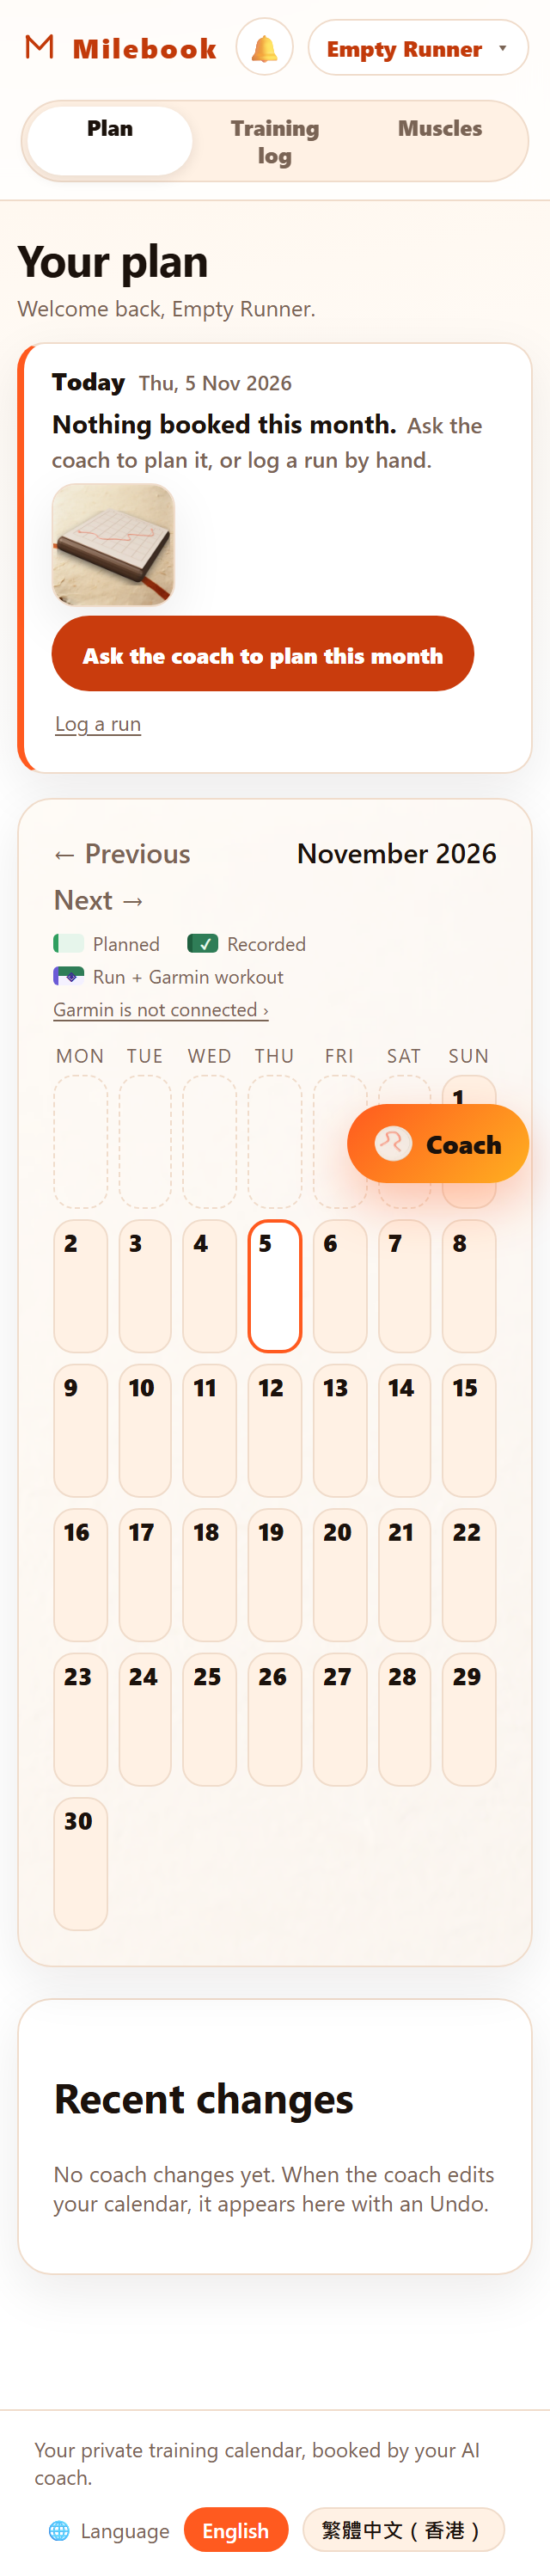 Milebook
Empty Runner
Plan
Training log
Muscles
Your plan
Welcome back, Empty Runner.
Today Thu, 5 Nov 2026
Nothing booked this month. Ask the
coach to plan it, or log a run by hand.
Ask the coach to plan this month
Log a run
← Previous
November 2026
Next →
Planned
Recorded
Run + Garmin workout
Garmin is not connected ›
MON TUE WED THU FRI SAT SUN
1
Coach
2 3 4 5 6 7 8
9 10 11 12 13 14 15
16 17 18 19 20 21 22
23 24 25 26 27 28 29
30
Recent changes
No coach changes yet. When the coach edits
your calendar, it appears here with an Undo.
Your private training calendar, booked by your AI
coach.
Language
English
繁體中文（香港）